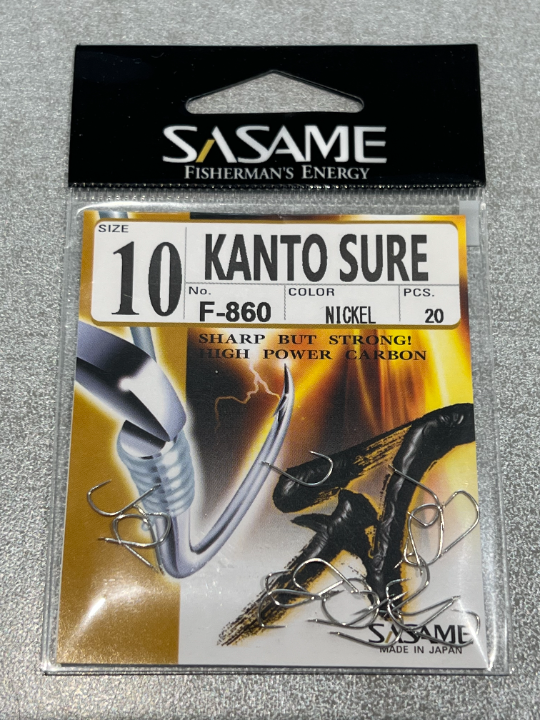 SASAME
FISHERMAN'S ENERGY
SIZE
10
KANTO SURE
No.
F-860
COLOR
NICKEL
PCS.
20
SHARP BUT STRONG!
HIGH POWER CARBON
SASAME
MADE IN JAPAN